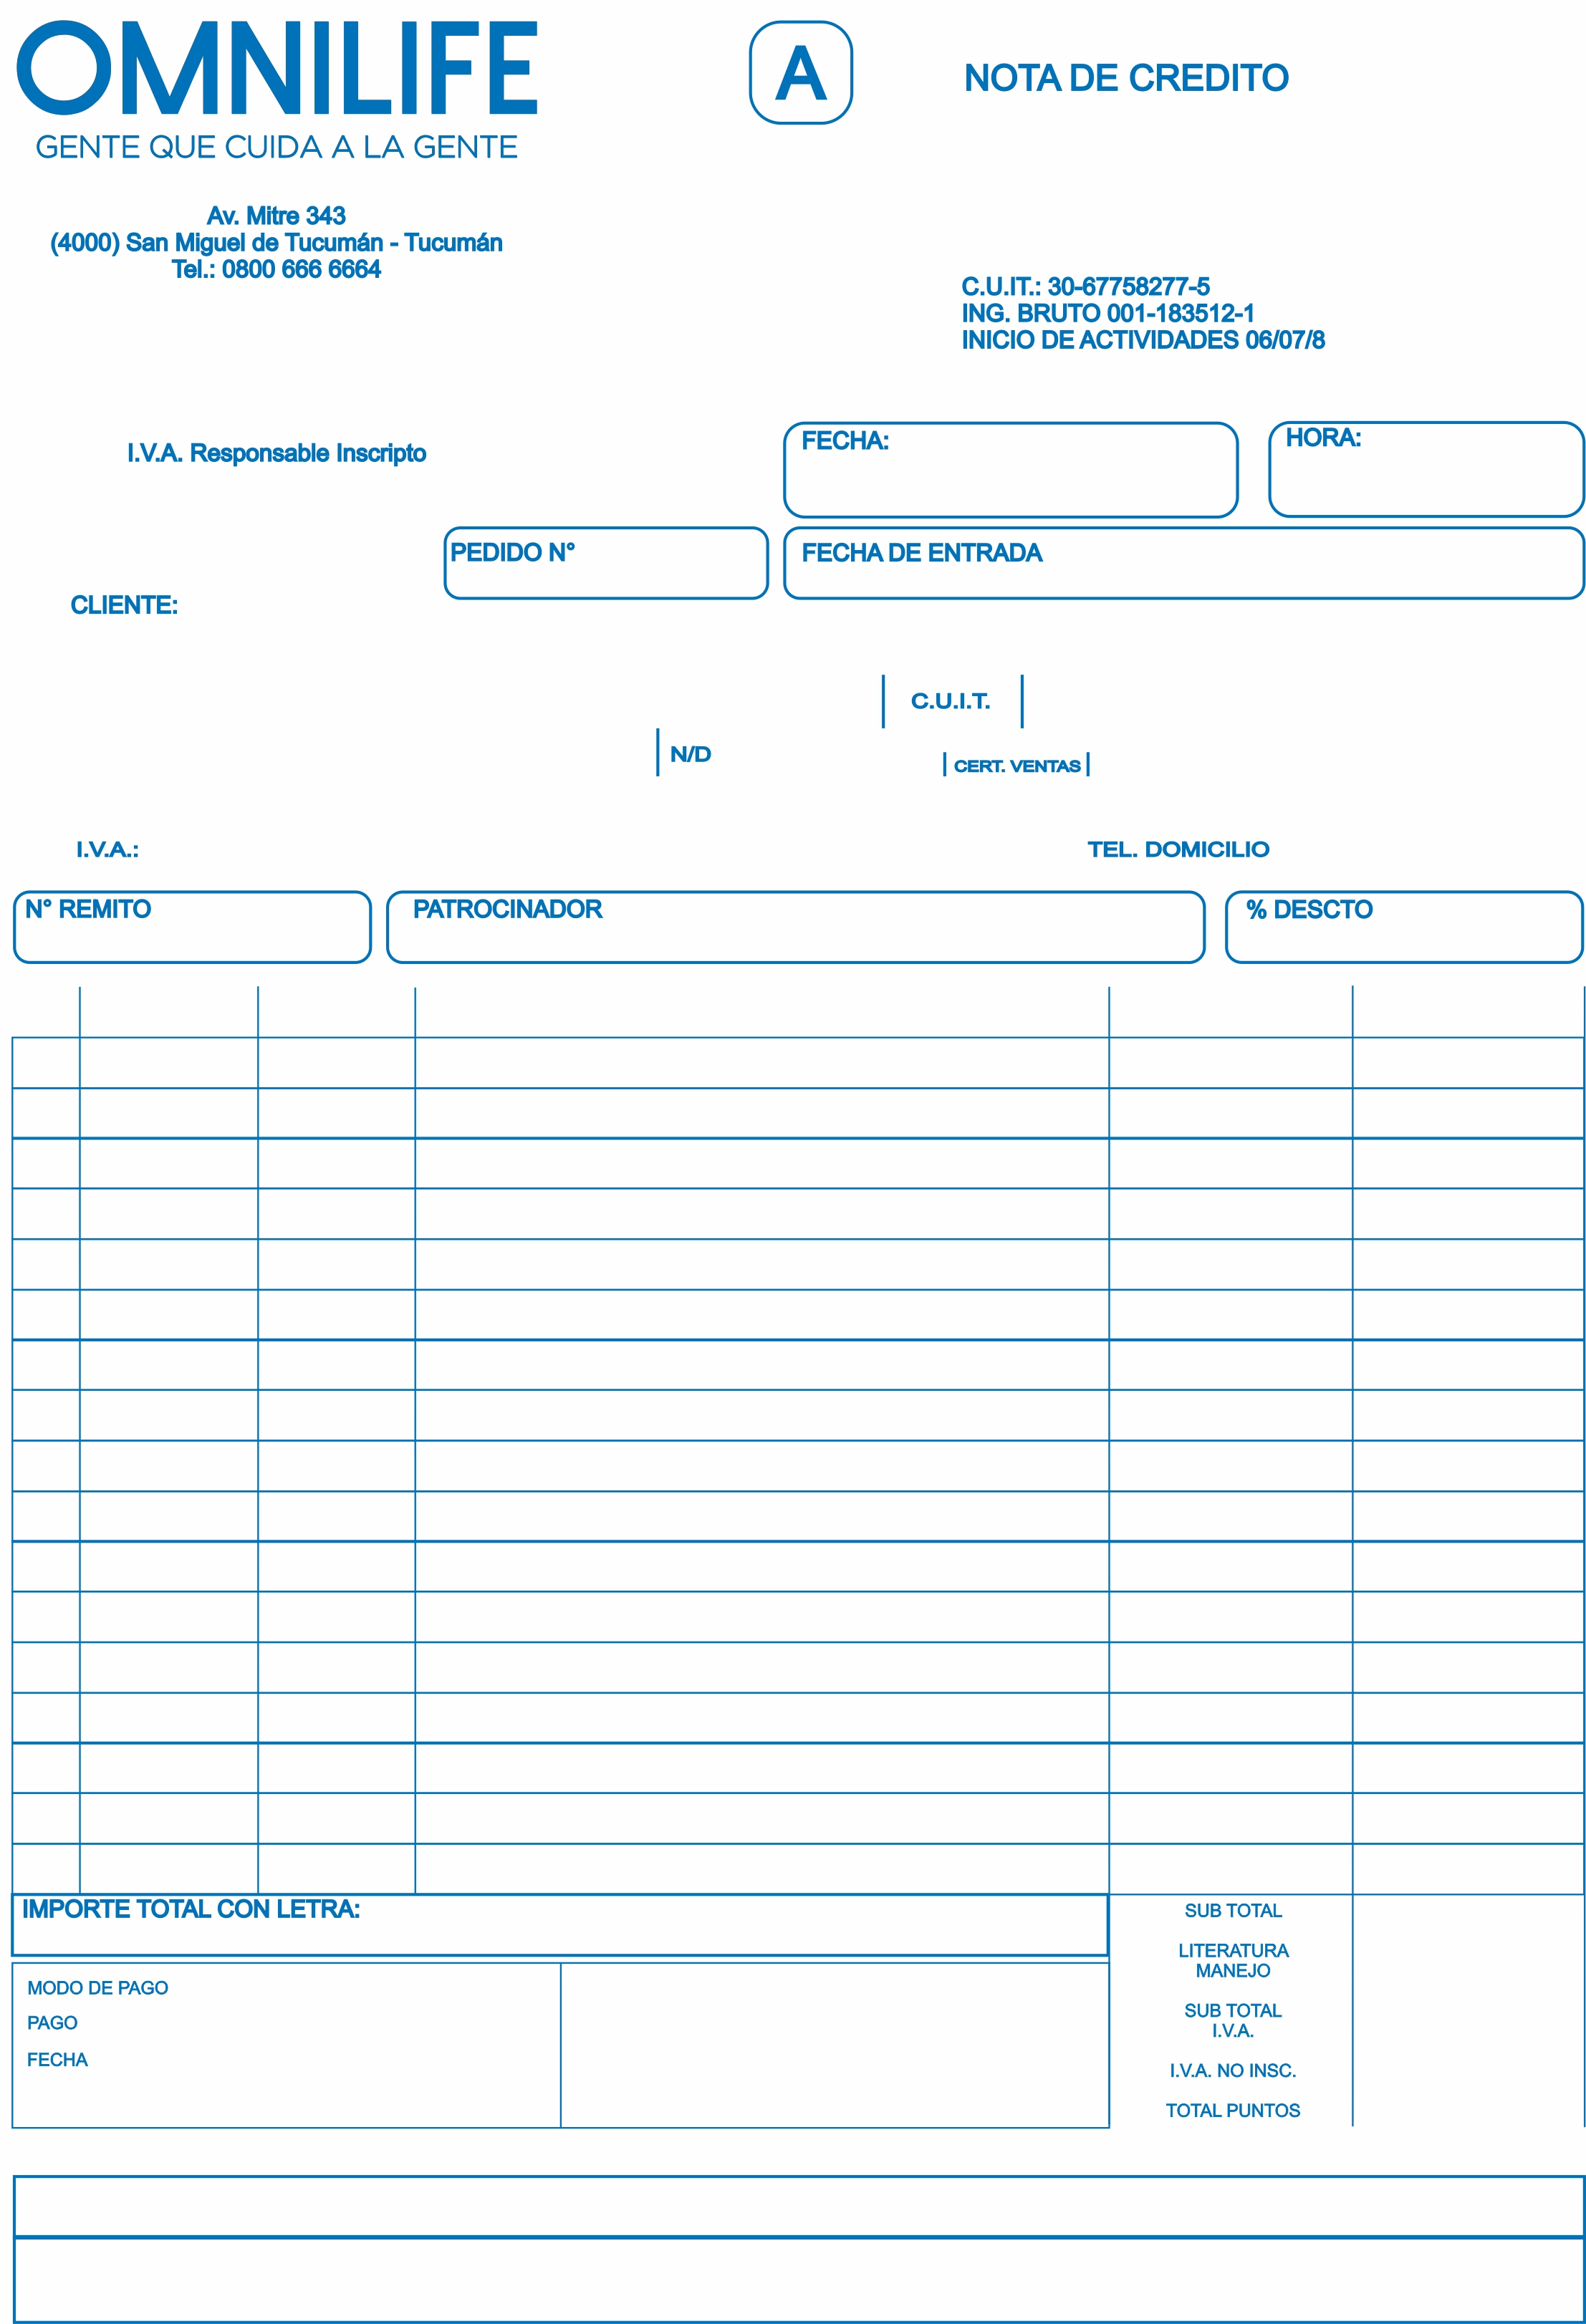 OMNILIFE
GENTE QUE CUIDA A LA GENTE
A
NOTA DE CREDITO
Av. Mitre 343
(4000) San Miguel de Tucumán - Tucumán
Tel.: 0800 666 6664
C.U.IT.: 30-67758277-5
ING. BRUTO 001-183512-1
INICIO DE ACTIVIDADES 06/07/8
I.V.A. Responsable Inscripto
FECHA:
HORA:
PEDIDO N°
FECHA DE ENTRADA
CLIENTE:
C.U.I.T.
N/D
CERT. VENTAS
I.V.A.:
TEL. DOMICILIO
N° REMITO
PATROCINADOR
% DESCTO
IMPORTE TOTAL CON LETRA:
MODO DE PAGO
PAGO
FECHA
SUB TOTAL
LITERATURA
MANEJO
SUB TOTAL
I.V.A.
I.V.A. NO INSC.
TOTAL PUNTOS